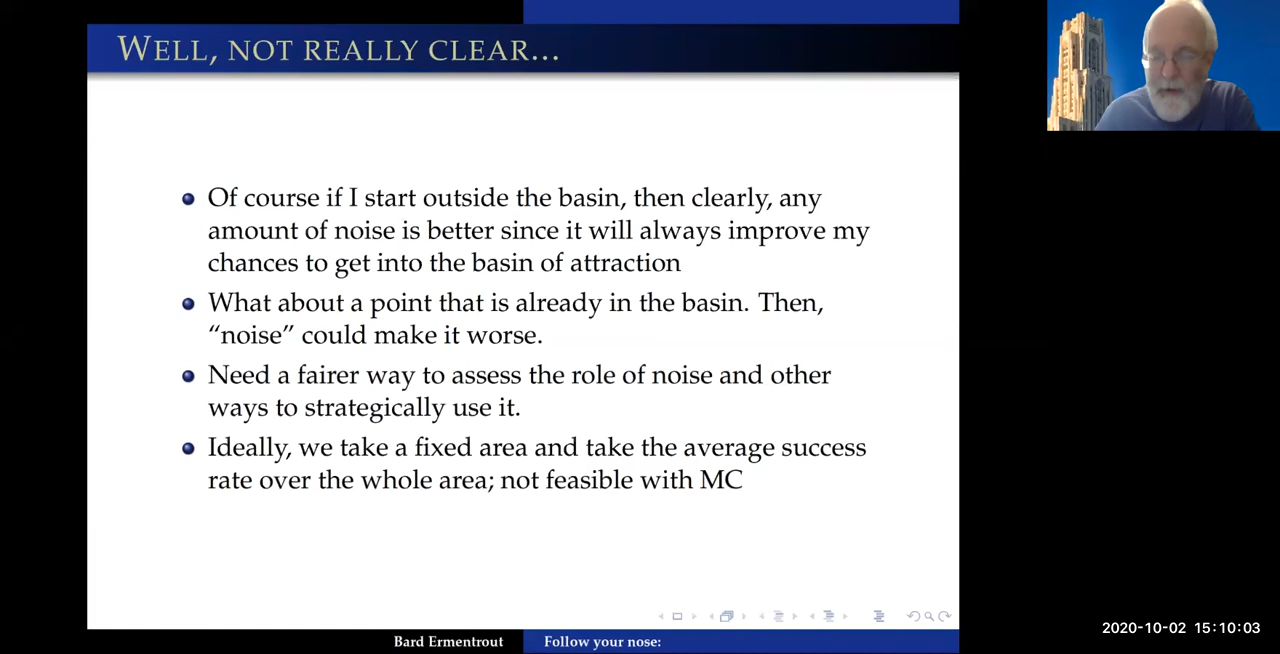 WELL, NOT REALLY CLEAR...
Of course if I start outside the basin, then clearly, any
amount of noise is better since it will always improve my
chances to get into the basin of attraction
What about a point that is already in the basin. Then,
“noise” could make it worse.
Need a fairer way to assess the role of noise and other
ways to strategically use it.
Ideally, we take a fixed area and take the average success
rate over the whole area; not feasible with MC
Bard Ermentrout
Follow your nose:
2020-10-02 15:10:03